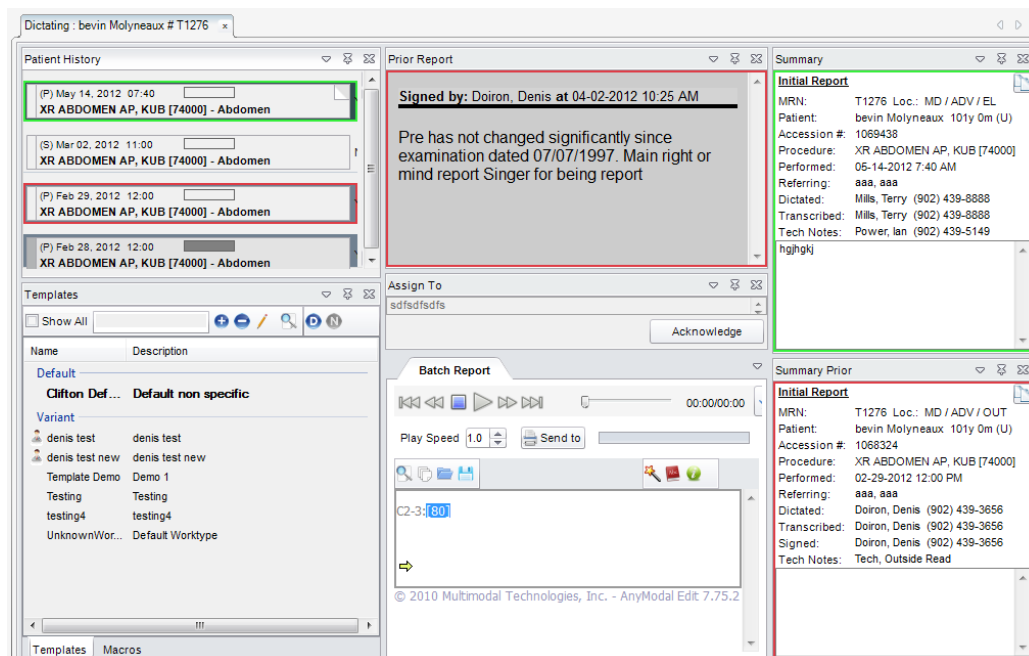 Dictating : bevin Molyneaux # T1276 ×
Patient History
(P) May 14, 2012 07:40
XR ABDOMEN AP, KUB [74000] - Abdomen
(S) Mar 02, 2012 11:00
XR ABDOMEN AP, KUB [74000] - Abdomen
(P) Feb 29, 2012 12:00
XR ABDOMEN AP, KUB [74000] - Abdomen
(P) Feb 28, 2012 12:00
XR ABDOMEN AP, KUB [74000] - Abdomen
Templates
Show All
D N
Name Description
Default
Clifton Def... Default non specific
Variant
denis test denis test
denis test new denis test new
Template Demo Demo 1
Testing Testing
testing4 testing4
UnknownWor... Default Worktype
Templates Macros
Prior Report
Signed by: Doiron, Denis at 04-02-2012 10:25 AM
Pre has not changed significantly since
examination dated 07/07/1997. Main right or
mind report Singer for being report
Assign To
sdfsdfsdfs
Acknowledge
Batch Report
00:00/00:00
Play Speed 1.0 Send to
C2-3:[80]
© 2010 Multimodal Technologies, Inc. - AnyModal Edit 7.75.2
Summary
Initial Report
MRN: T1276 Loc.: MD / ADV / EL
Patient: bevin Molyneaux 101y 0m (U)
Accession #: 1069438
Procedure: XR ABDOMEN AP, KUB [74000]
Performed: 05-14-2012 7:40 AM
Referring: aaa, aaa
Dictated: Mills, Terry (902) 439-8888
Transcribed: Mills, Terry (902) 439-8888
Tech Notes: Power, Ian (902) 439-5149
hgjhgkj
Summary Prior
Initial Report
MRN: T1276 Loc.: MD / ADV / OUT
Patient: bevin Molyneaux 101y 0m (U)
Accession #: 1068324
Procedure: XR ABDOMEN AP, KUB [74000]
Performed: 02-29-2012 12:00 PM
Referring: aaa, aaa
Dictated: Doiron, Denis (902) 439-3656
Transcribed: Doiron, Denis (902) 439-3656
Signed: Doiron, Denis (902) 439-3656
Tech Notes: Tech, Outside Read